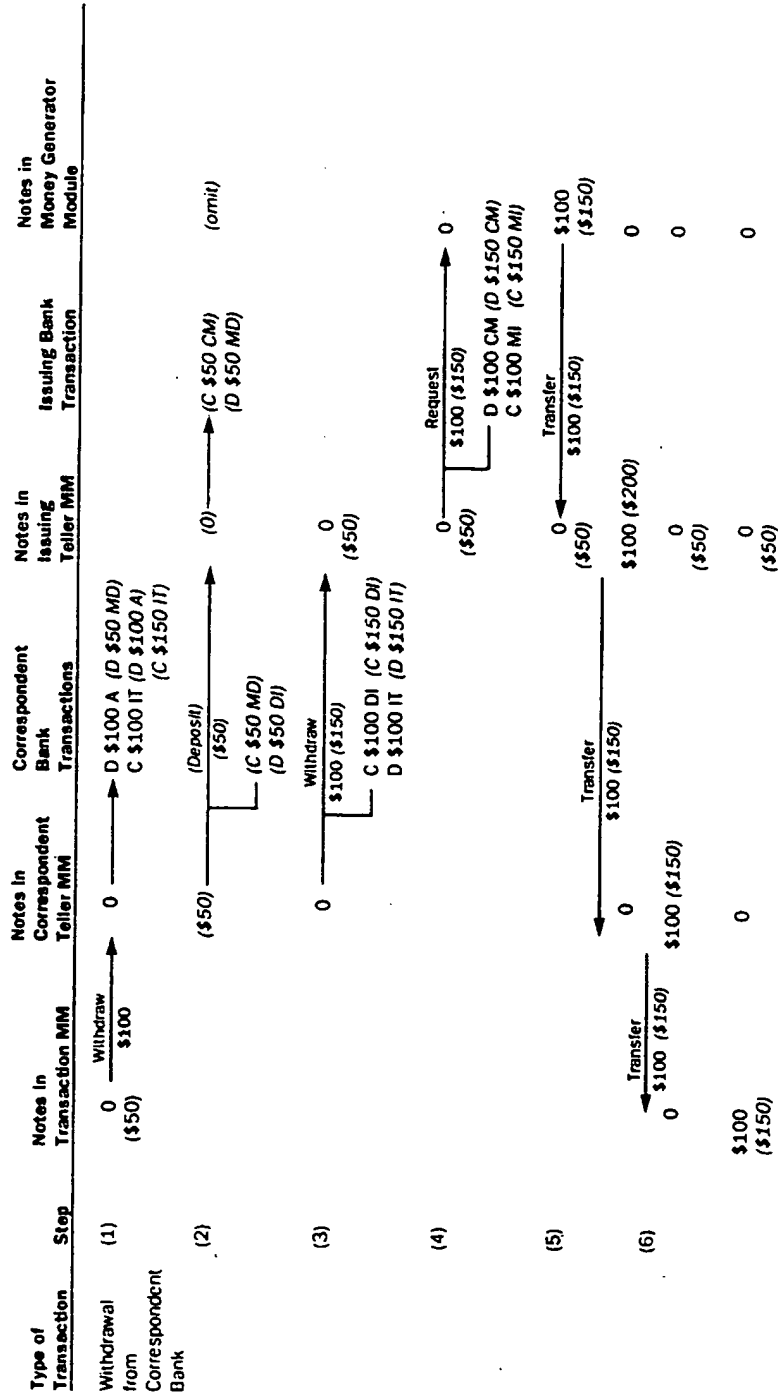 Type of
Transaction
Step
Notes in
Transaction MM
Notes in
Correspondent
Teller MM
Correspondent
Bank
Transactions
Notes in
Issuing
Teller MM
Issuing Bank
Transaction
Notes in
Money Generator
Module
Withdrawal
from
Correspondent
Bank
(1)
0
($50)
Withdraw
$100
0
D $100 A (D $50 MD)
C $100 IT (D $100 A)
(C $150 IT)
(2)
($50)
(Deposit)
($50)
(C $50 MD)
(D $50 DI)
(0)
(C $50 CM)
(D $50 MD)
(omit)
(3)
0
Withdraw
$100 ($150)
C $100 DI (C $150 DI)
D $100 IT (D $150 IT)
0
($50)
(4)
0
($50)
Request
$100 ($150)
D $100 CM (D $150 CM)
C $100 MI (C $150 MI)
0
(5)
0
($50)
Transfer
$100 ($150)
$100
($150)
(6)
Transfer
$100 ($150)
0
$100 ($200)
0
Transfer
$100 ($150)
0
$100 ($150)
0
($50)
0
$100
($150)
0
0
($50)
0